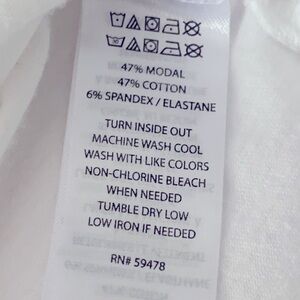 47% MODAL
47% COTTON
6% SPANDEX / ELASTANE
TURN INSIDE OUT
MACHINE WASH COOL
WASH WITH LIKE COLORS
NON-CHLORINE BLEACH
WHEN NEEDED
TUMBLE DRY LOW
LOW IRON IF NEEDED
RN# 59478